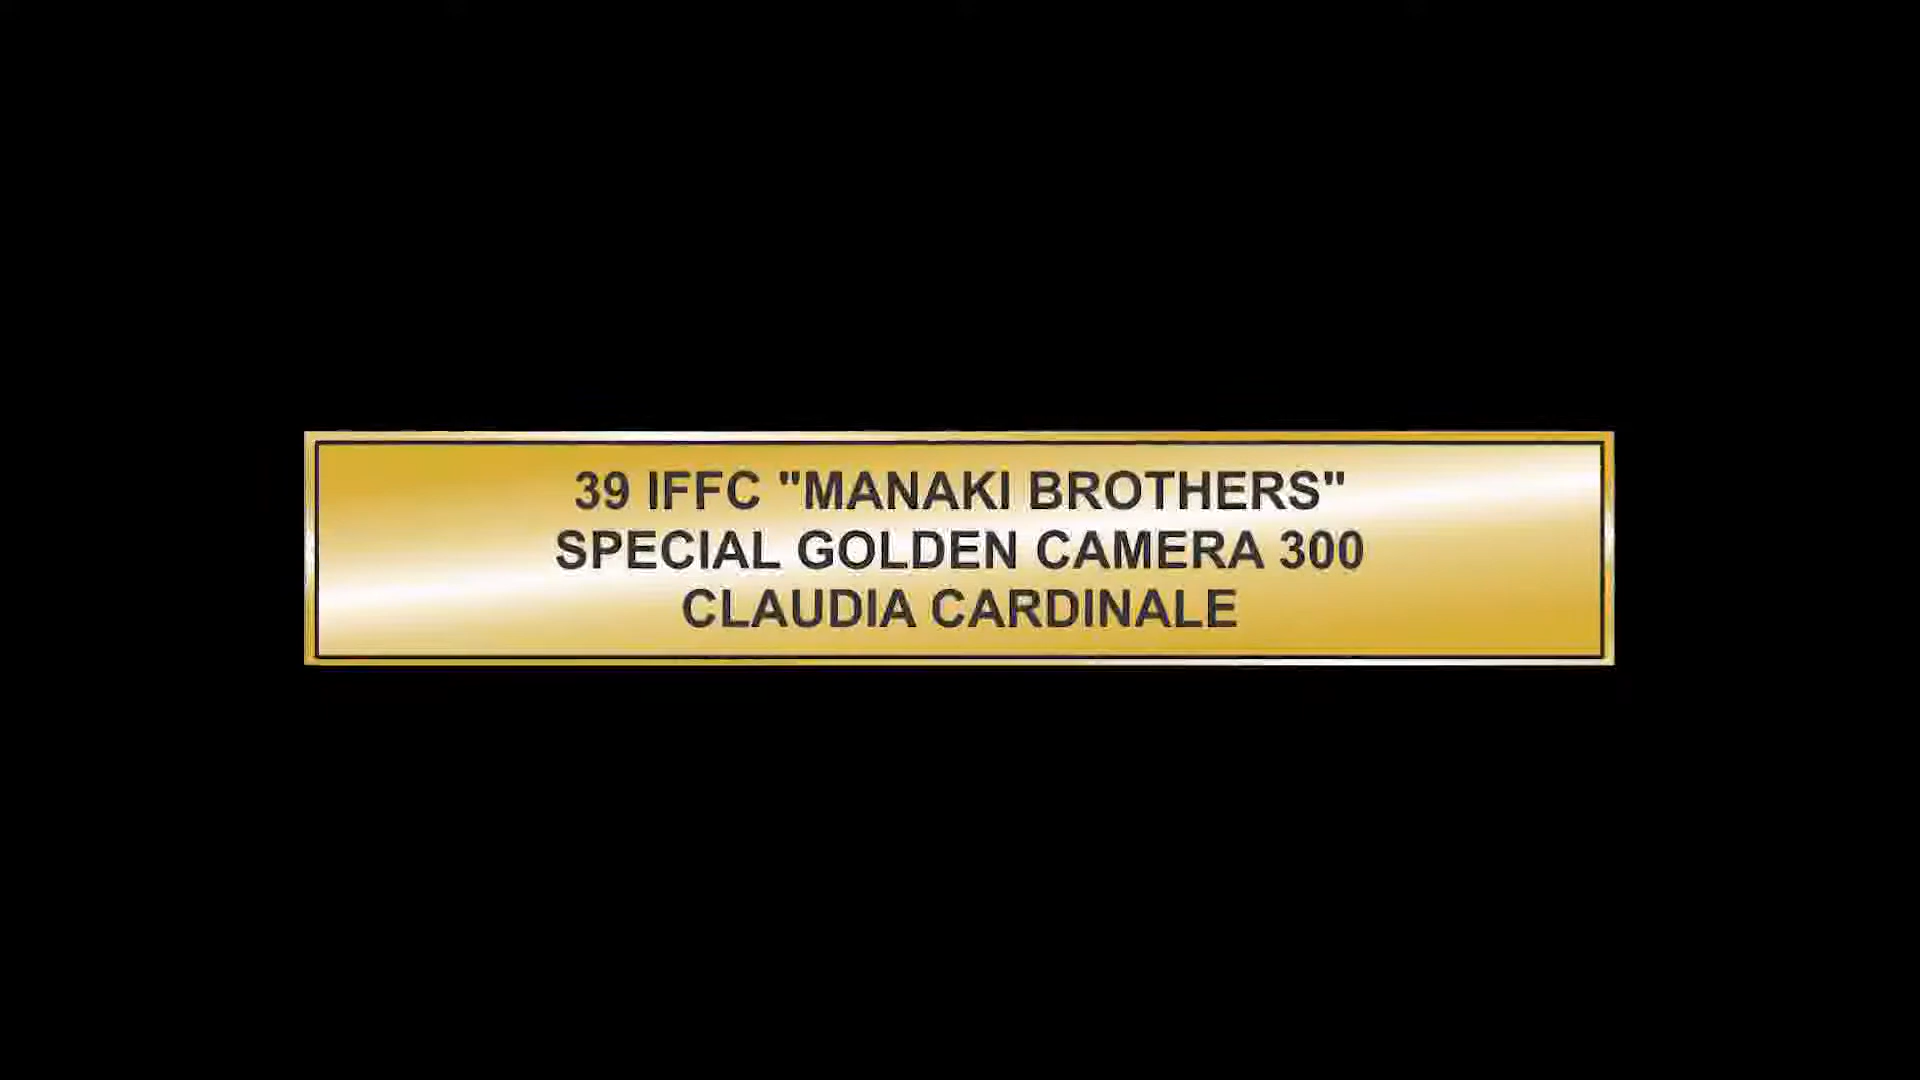 39 IFFC "MANAKI BROTHERS"
SPECIAL GOLDEN CAMERA 300
CLAUDIA CARDINALE